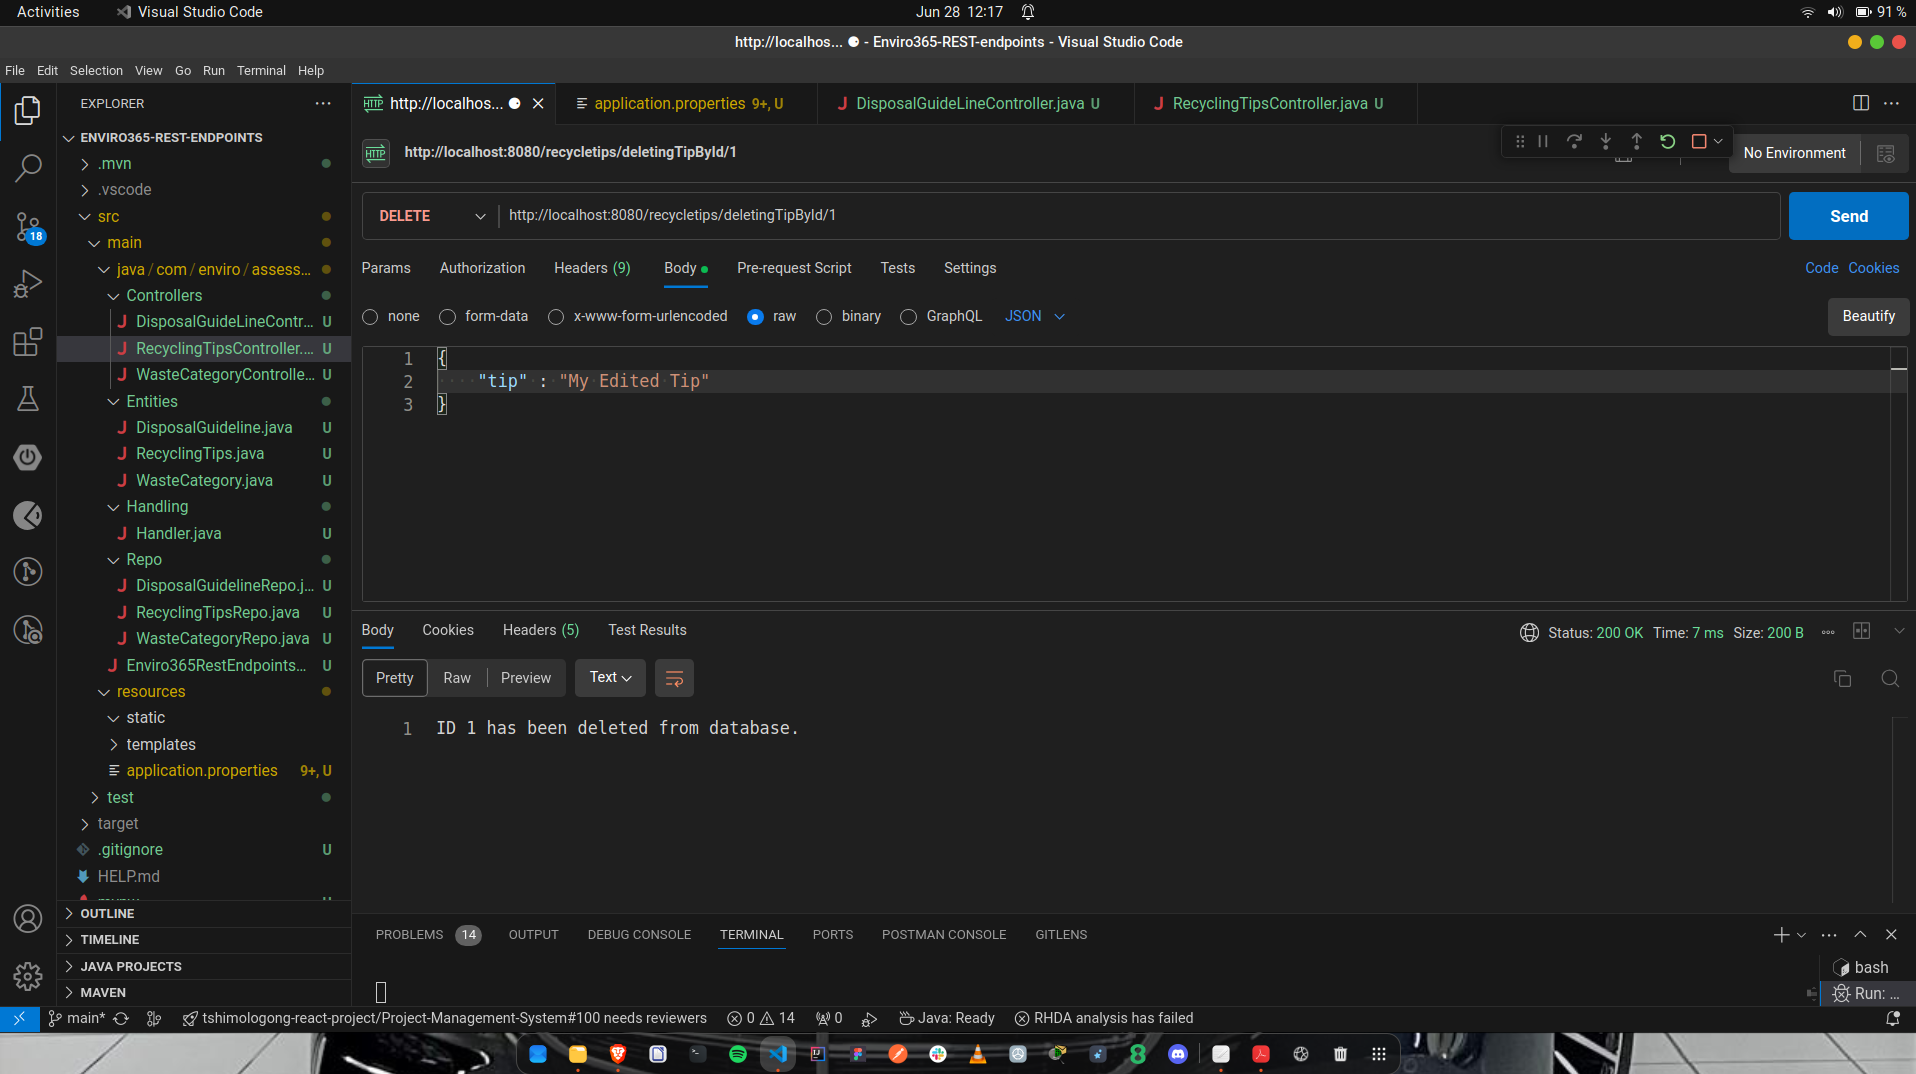 Activities Visual Studio Code Jun 28 12:17 91 %
http://localhos... ● - Enviro365-REST-endpoints - Visual Studio Code
File Edit Selection View Go Run Terminal Help
EXPLORER
ENVIRO365-REST-ENDPOINTS
.mvn
.vscode
src
main
java / com / enviro / assess...
Controllers
DisposalGuideLineContr... U
RecyclingTipsController.... U
WasteCategoryControlle... U
Entities
DisposalGuideline.java U
RecyclingTips.java U
WasteCategory.java U
Handling
Handler.java U
Repo
DisposalGuidelineRepo.j... U
RecyclingTipsRepo.java U
WasteCategoryRepo.java U
Enviro365RestEndpoints... U
resources
static
templates
application.properties 9+, U
test
target
.gitignore U
HELP.md
OUTLINE
TIMELINE
JAVA PROJECTS
MAVEN
18
HTTP http://localhos... application.properties 9+, U DisposalGuideLineController.java U RecyclingTipsController.java U
HTTP http://localhost:8080/recycletips/deletingTipById/1 No Environment
DELETE http://localhost:8080/recycletips/deletingTipById/1 Send
Params Authorization Headers (9) Body Pre-request Script Tests Settings Code Cookies
none form-data x-www-form-urlencoded raw binary GraphQL JSON Beautify
1 {
2 "tip" : "My Edited Tip"
3 }
Body Cookies Headers (5) Test Results Status: 200 OK Time: 7 ms Size: 200 B
Pretty Raw Preview Text
1 ID 1 has been deleted from database.
PROBLEMS 14 OUTPUT DEBUG CONSOLE TERMINAL PORTS POSTMAN CONSOLE GITLENS
bash
Run: ...
main* tshimologong-react-project/Project-Management-System#100 needs reviewers 0 14 0 Java: Ready RHDA analysis has failed